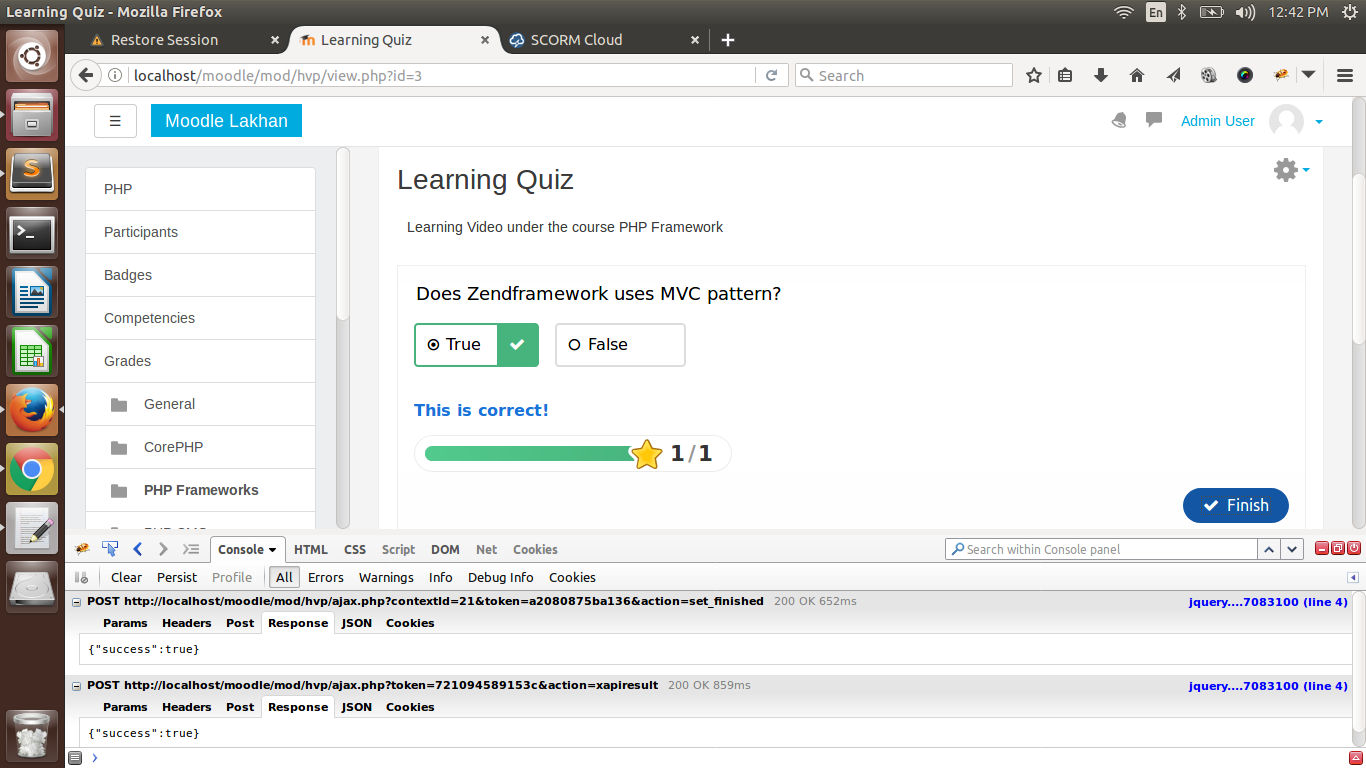 Learning Quiz - Mozilla Firefox
En
12:42 PM
Restore Session
Learning Quiz
SCORM Cloud
localhost/moodle/mod/hvp/view.php?id=3
Search
Moodle Lakhan
Admin User
PHP
Participants
Badges
Competencies
Grades
General
CorePHP
PHP Frameworks
Learning Quiz
Learning Video under the course PHP Framework
Does Zendframework uses MVC pattern?
True
False
This is correct!
1/1
Finish
Console HTML CSS Script DOM Net Cookies
Search within Console panel
Clear Persist Profile All Errors Warnings Info Debug Info Cookies
POST http://localhost/moodle/mod/hvp/ajax.php?contextId=21&token=a2080875ba136&action=set_finished 200 OK 652ms jquery....7083100 (line 4)
Params Headers Post Response JSON Cookies
{"success":true}
POST http://localhost/moodle/mod/hvp/ajax.php?token=721094589153c&action=xapiresult 200 OK 859ms jquery....7083100 (line 4)
Params Headers Post Response JSON Cookies
{"success":true}